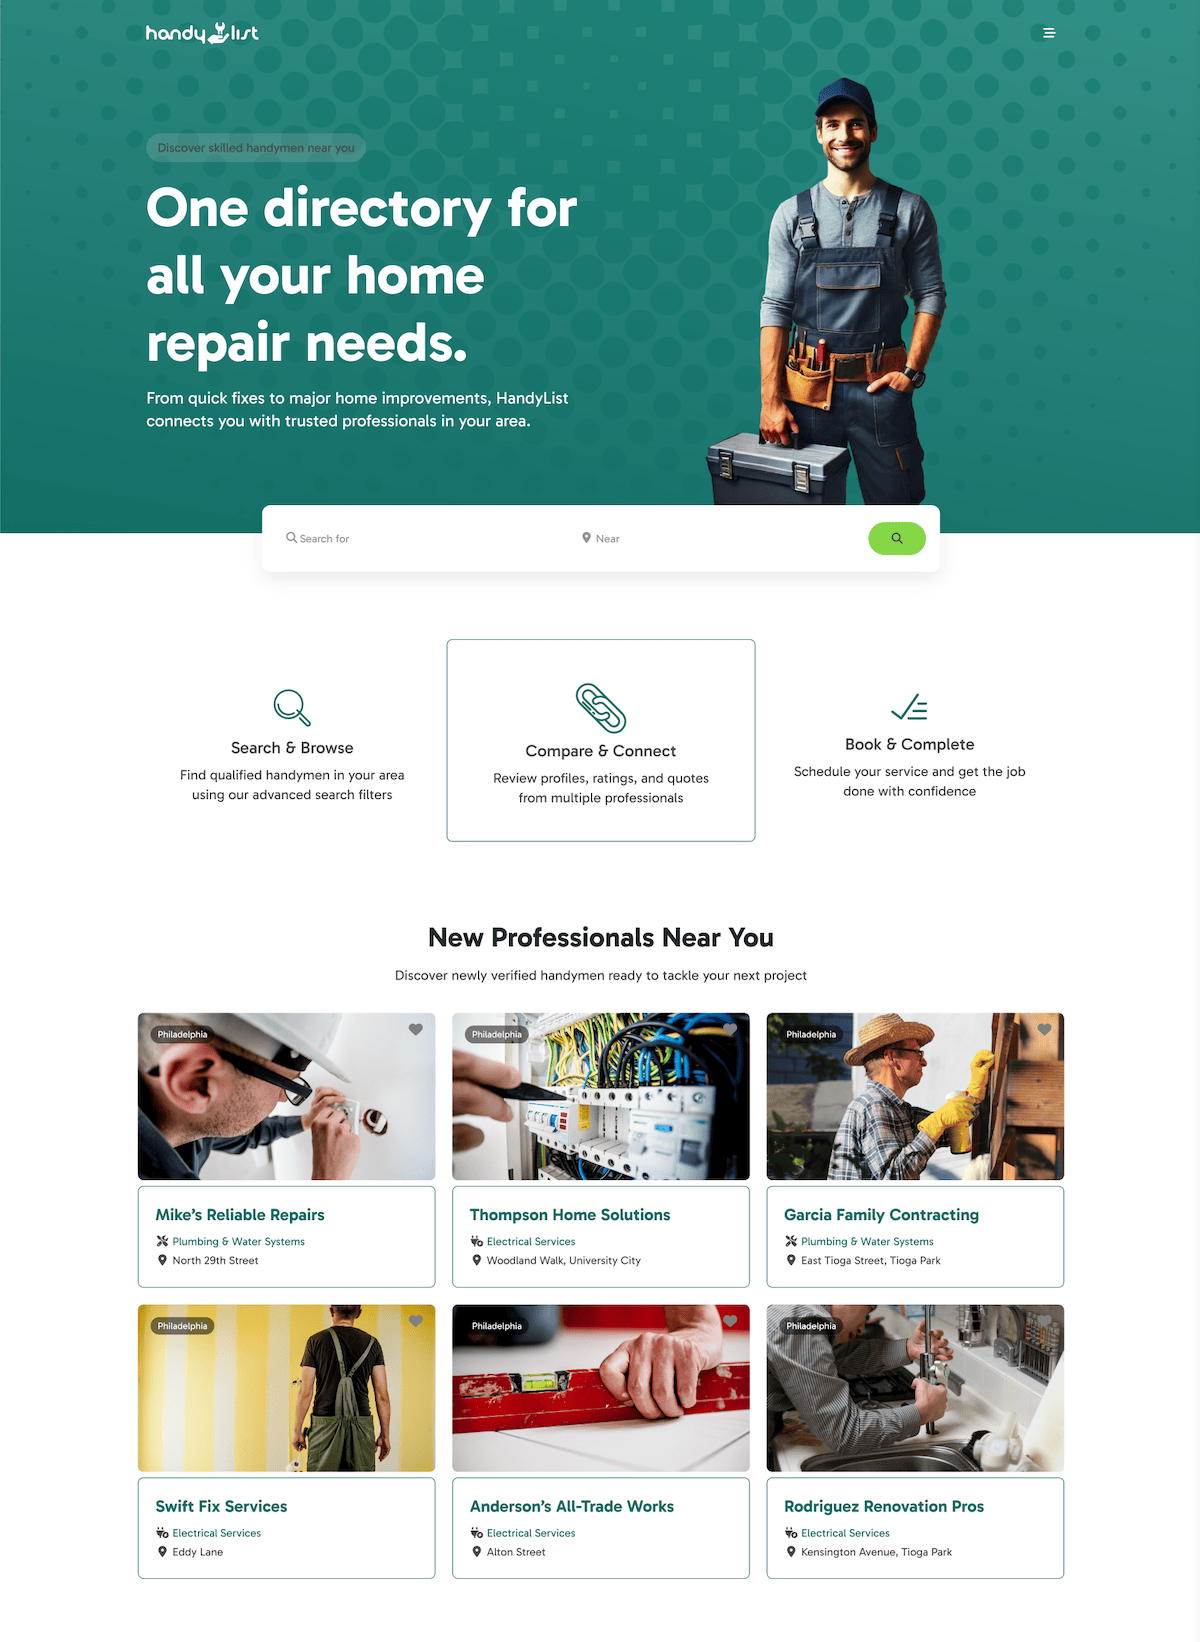 handy list
Discover skilled handymen near you
One directory for
all your home
repair needs.
From quick fixes to major home improvements, HandyList
connects you with trusted professionals in your area.
Search for
Near
Search & Browse
Find qualified handymen in your area
using our advanced search filters
Compare & Connect
Review profiles, ratings, and quotes
from multiple professionals
Book & Complete
Schedule your service and get the job
done with confidence
New Professionals Near You
Discover newly verified handymen ready to tackle your next project
Philadelphia
Mike’s Reliable Repairs
Plumbing & Water Systems
North 29th Street
Philadelphia
Thompson Home Solutions
Electrical Services
Woodland Walk, University City
Philadelphia
Garcia Family Contracting
Plumbing & Water Systems
East Tioga Street, Tioga Park
Philadelphia
Swift Fix Services
Electrical Services
Eddy Lane
Philadelphia
Anderson’s All-Trade Works
Electrical Services
Alton Street
Philadelphia
Rodriguez Renovation Pros
Electrical Services
Kensington Avenue, Tioga Park